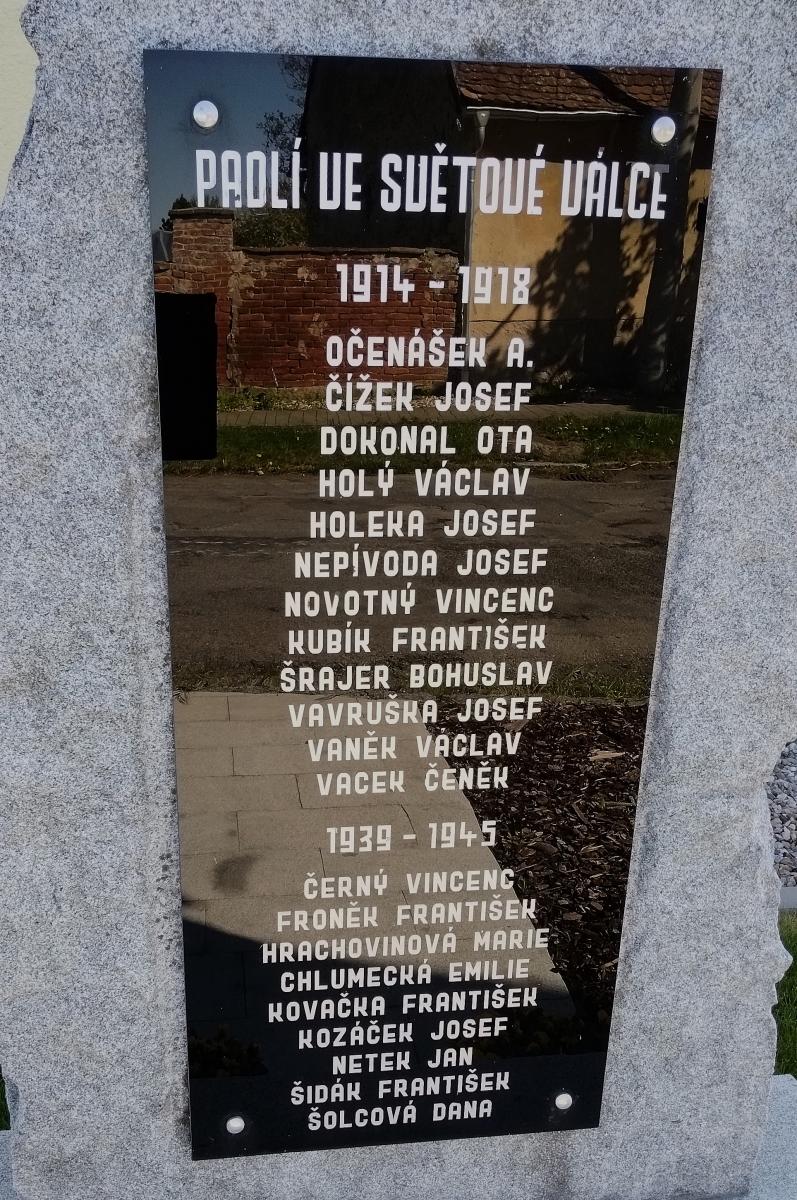 PADLÍ VE SVĚTOVÉ VÁLCE
1914 - 1918
OČENÁŠEK A.
ČÍŽEK JOSEF
DOKONAL OTA
HOLÝ VÁCLAV
HOLEKA JOSEF
NEPÍVODA JOSEF
NOVOTNÝ VINCENC
KUBÍK FRANTIŠEK
ŠRAJER BOHUSLAV
VAVRUŠKA JOSEF
VANĚK VÁCLAV
VACEK ČENĚK
1939 - 1945
ČERNÝ VINCENC
FRONĚK FRANTIŠEK
HRACHOVINOVÁ MARIE
CHLUMECKÁ EMILIE
KOVAČKA FRANTIŠEK
KOZÁČEK JOSEF
NETEK JAN
ŠIDÁK FRANTIŠEK
ŠOLCOVÁ DANA